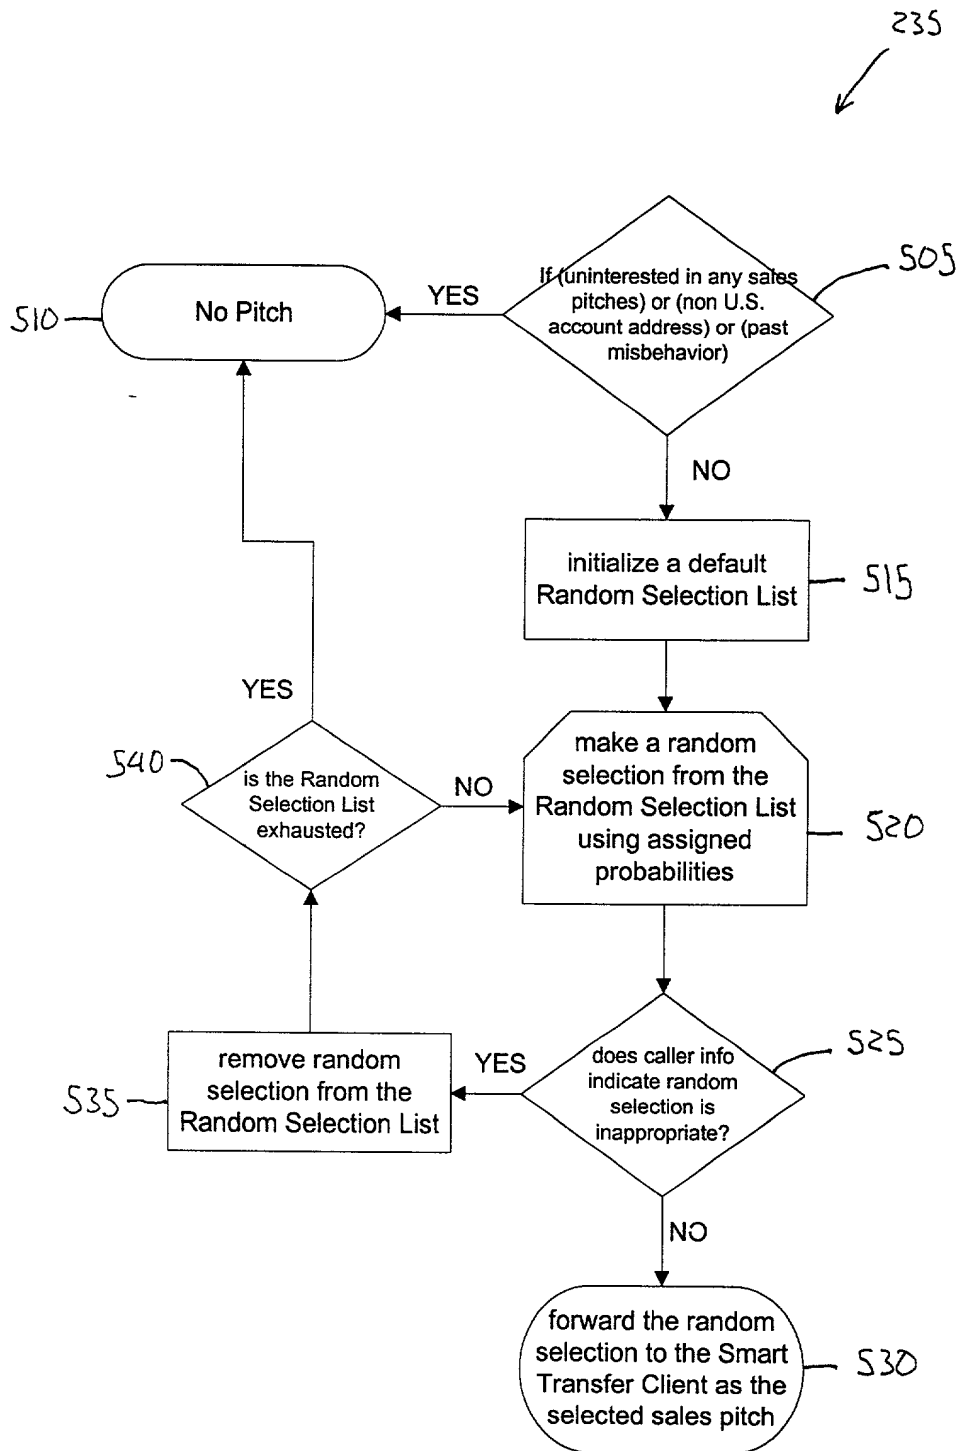 235
If (uninterested in any sales
pitches) or (non U.S.
account address) or (past
misbehavior)
505
YES
No Pitch
510
NO
initialize a default
Random Selection List
515
YES
540
is the Random
Selection List
exhausted?
NO
make a random
selection from the
Random Selection List
using assigned
probabilities
520
remove random
selection from the
Random Selection List
535
YES
does caller info
indicate random
selection is
inappropriate?
525
NO
forward the random
selection to the Smart
Transfer Client as the
selected sales pitch
530